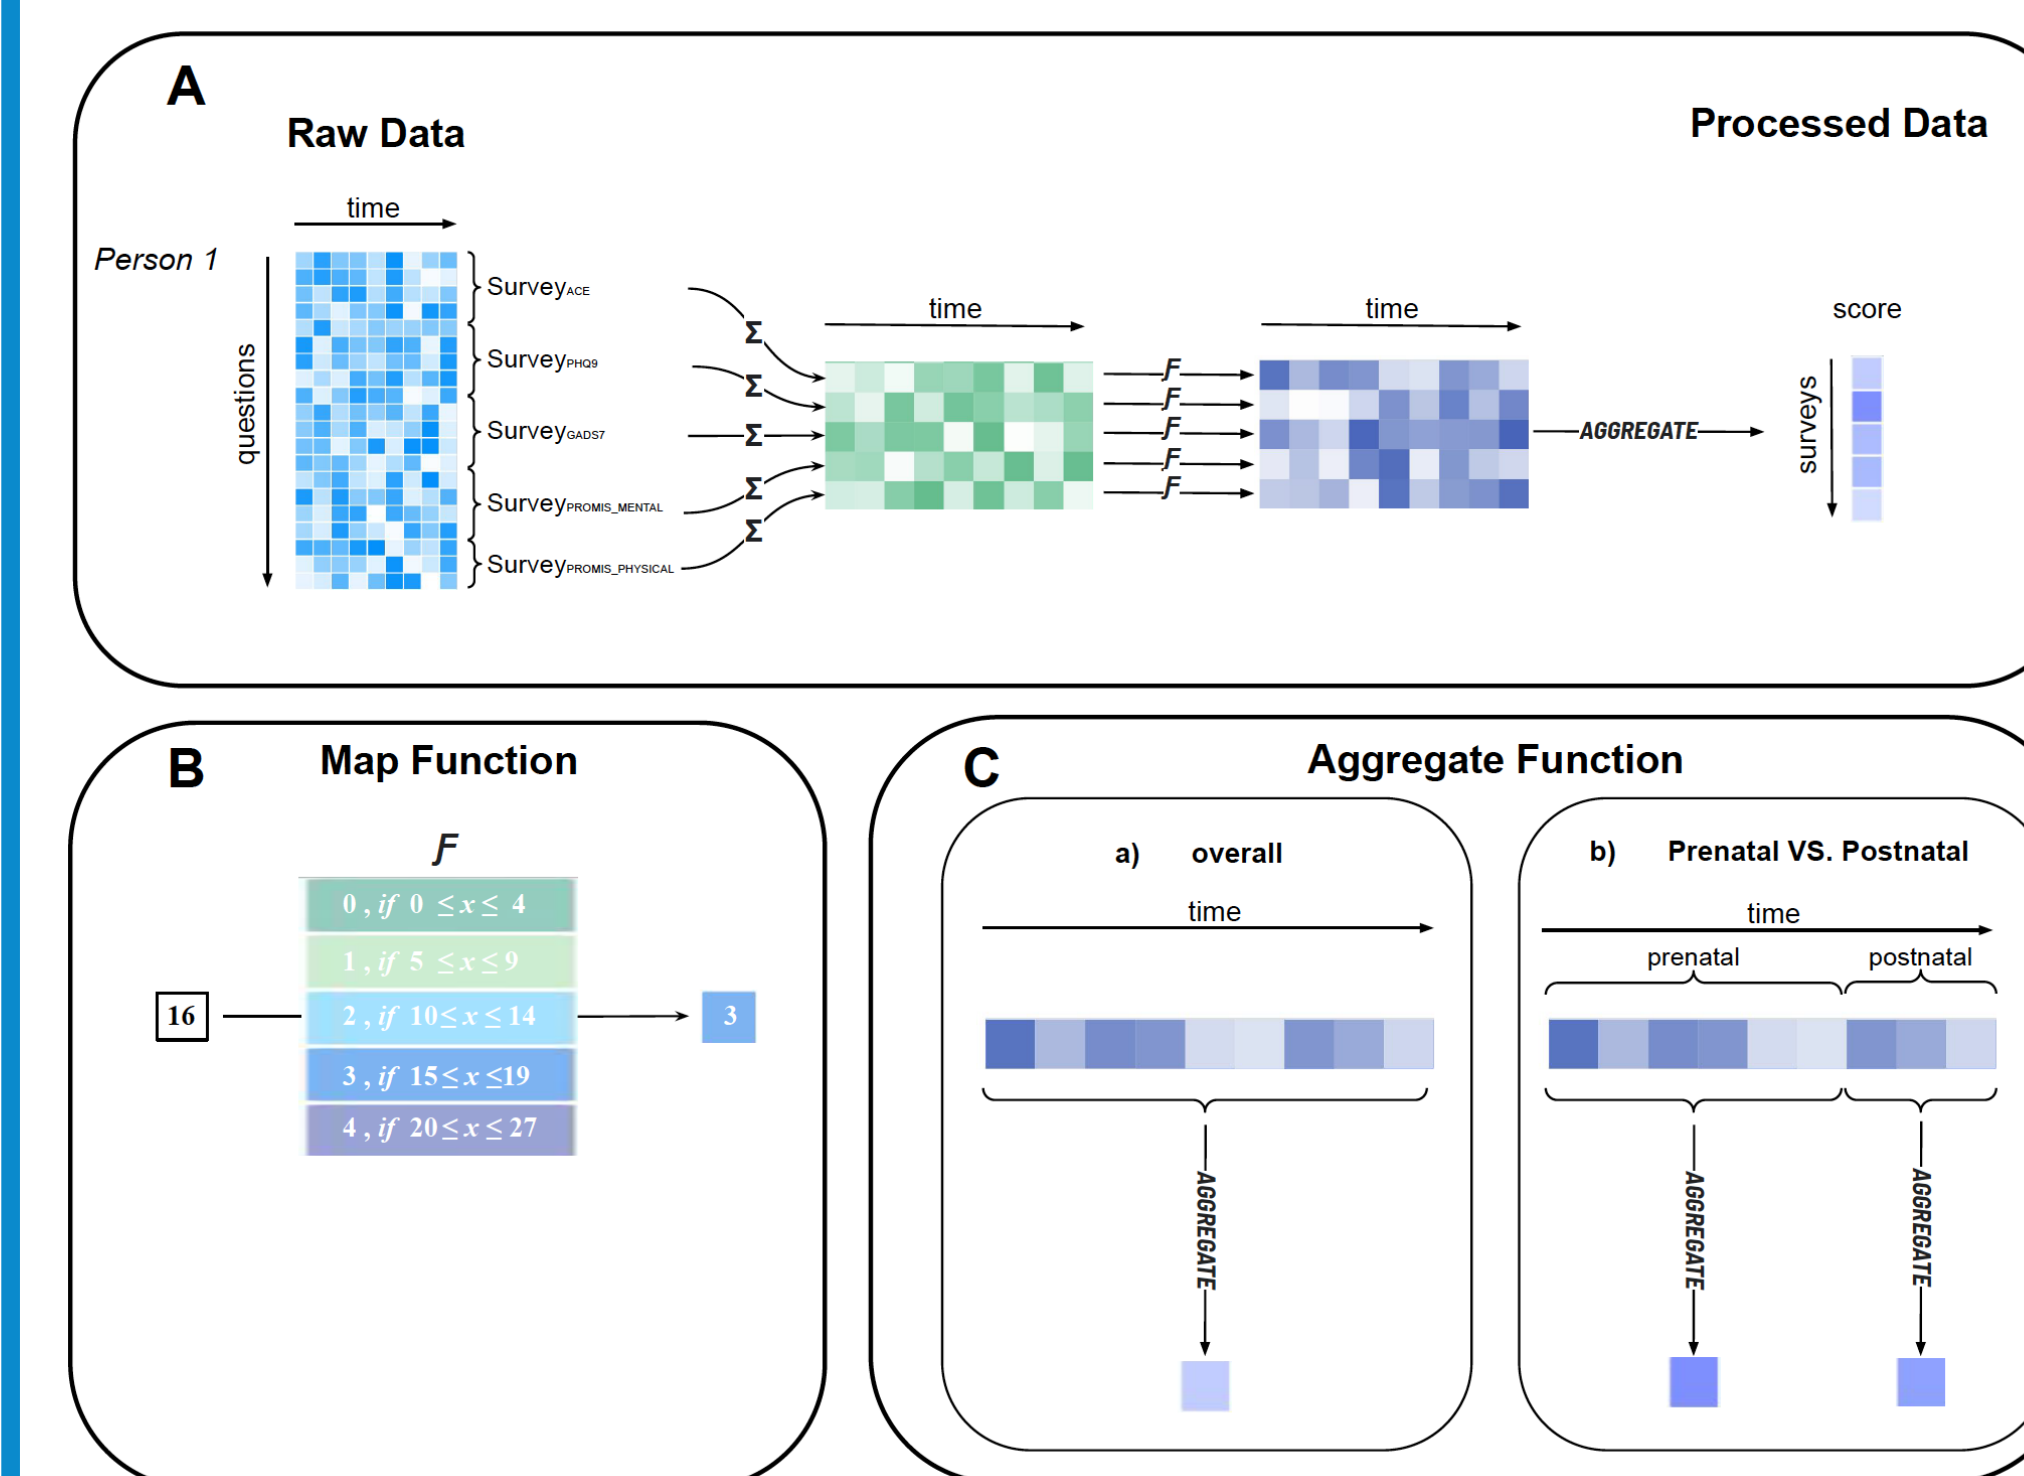 A
Raw Data
Processed Data
time
Person 1
questions
SurveyACE
SurveyPHQ9
SurveyGADS7
SurveyPROMIS_MENTAL
SurveyPROMIS_PHYSICAL
Σ
Σ
Σ
Σ
Σ
time
F
F
F
F
F
time
AGGREGATE
score
surveys
B
Map Function
F
0 , if 0 ≤ x ≤ 4
1 , if 5 ≤ x ≤ 9
2 , if 10 ≤ x ≤ 14
3 , if 15 ≤ x ≤ 19
4 , if 20 ≤ x ≤ 27
16
3
C
Aggregate Function
a) overall
time
AGGREGATE
b) Prenatal VS. Postnatal
time
prenatal
postnatal
AGGREGATE
AGGREGATE